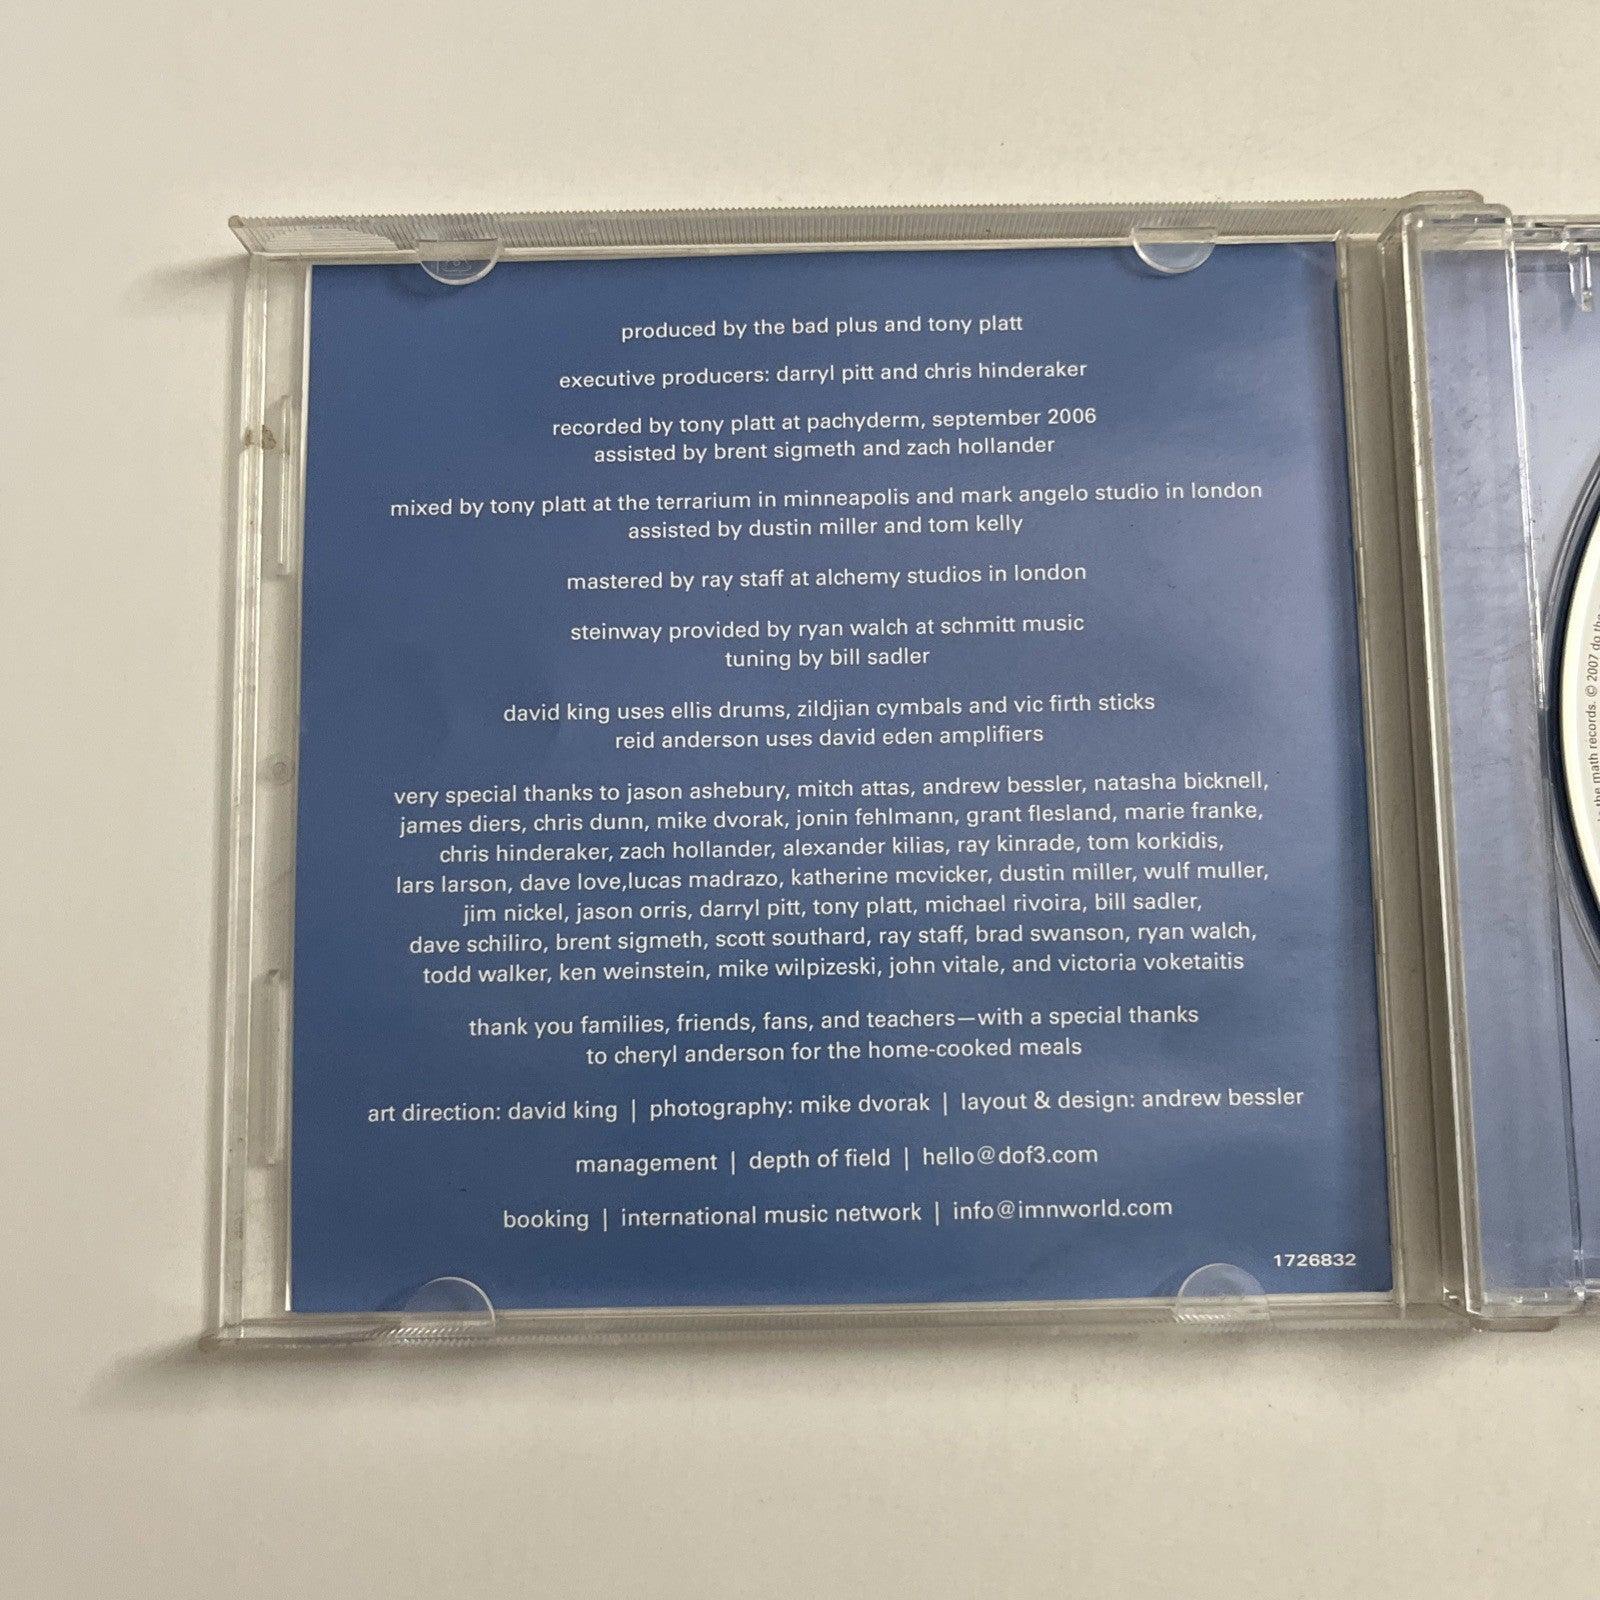 produced by the bad plus and tony platt
executive producers: darryl pitt and chris hinderaker
recorded by tony platt at pachyderm, september 2006
assisted by brent sigmeth and zach hollander
mixed by tony platt at the terrarium in minneapolis and mark angelo studio in london
assisted by dustin miller and tom kelly
mastered by ray staff at alchemy studios in london
steinway provided by ryan walch at schmitt music
tuning by bill sadler
david king uses ellis drums, zildjian cymbals and vic firth sticks
reid anderson uses david eden amplifiers
very special thanks to jason ashebury, mitch attas, andrew bessler, natasha bicknell,
james diers, chris dunn, mike dvorak, jonin fehlmann, grant flesland, marie franke,
chris hinderaker, zach hollander, alexander kilias, ray kinrade, tom korkidis,
lars larson, dave love,lucas madrazo, katherine mcvicker, dustin miller, wulf muller,
jim nickel, jason orris, darryl pitt, tony platt, michael rivoira, bill sadler,
dave schiliro, brent sigmeth, scott southard, ray staff, brad swanson, ryan walch,
todd walker, ken weinstein, mike wilpizeski, john vitale, and victoria voketaitis
thank you families, friends, fans, and teachers—with a special thanks
to cheryl anderson for the home-cooked meals
art direction: david king | photography: mike dvorak | layout & design: andrew bessler
management | depth of field | hello@dof3.com
booking | international music network | info@imnworld.com
1726832
the math records. © 2007 do the